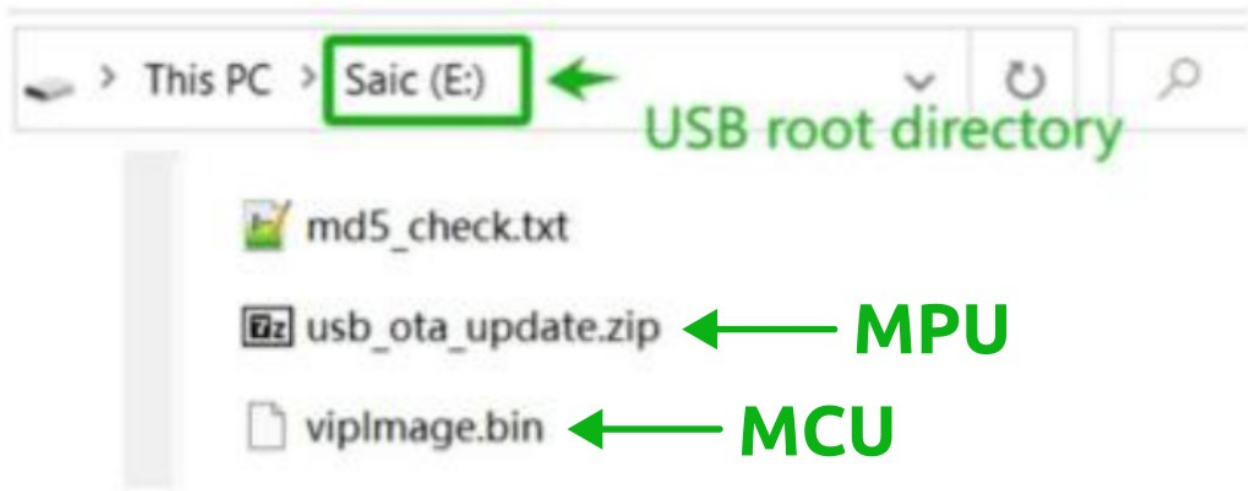 This PC > Saic (E:)
USB root directory
md5_check.txt
usb_ota_update.zip MPU
vipImage.bin MCU